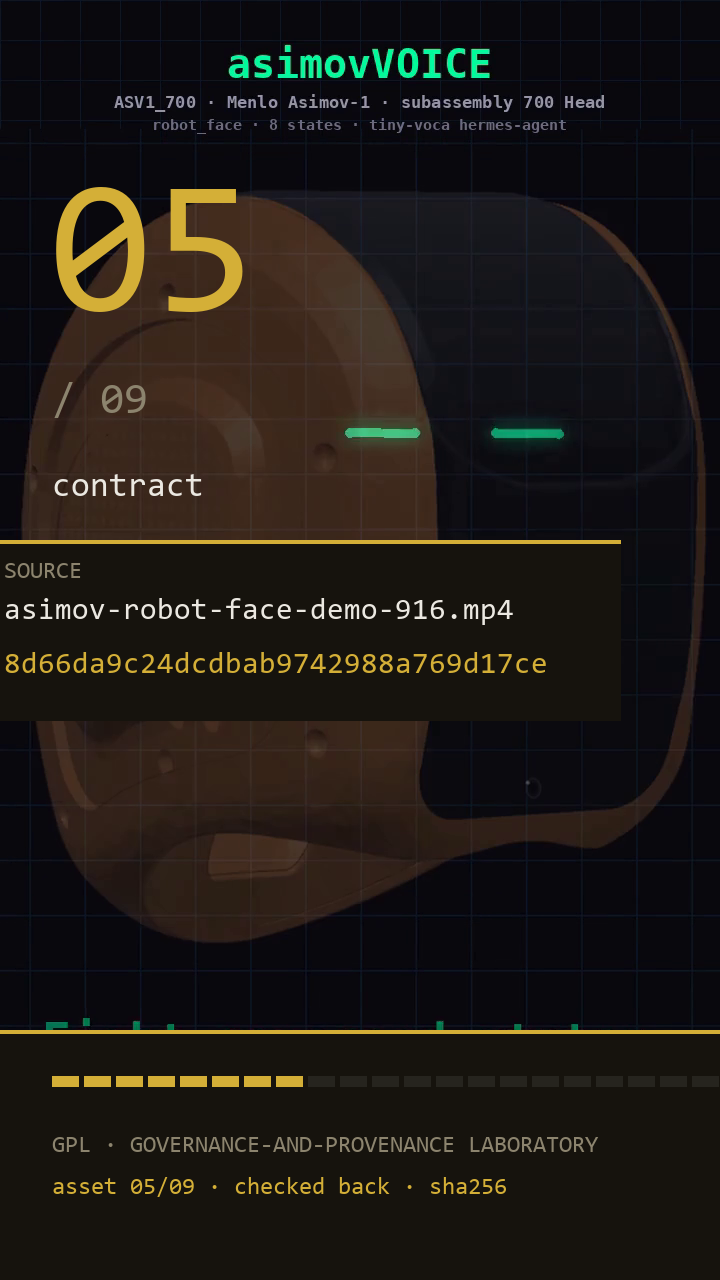 asimovVOICE
ASV1_700 · Menlo Asimov-1 · subassembly 700 Head
robot_face · 8 states · tiny-voca hermes-agent
05
/ 09
contract
SOURCE
asimov-robot-face-demo-916.mp4
8d66da9c24dcdbab9742988a769d17ce
GPL · GOVERNANCE-AND-PROVENANCE LABORATORY
asset 05/09 · checked back · sha256